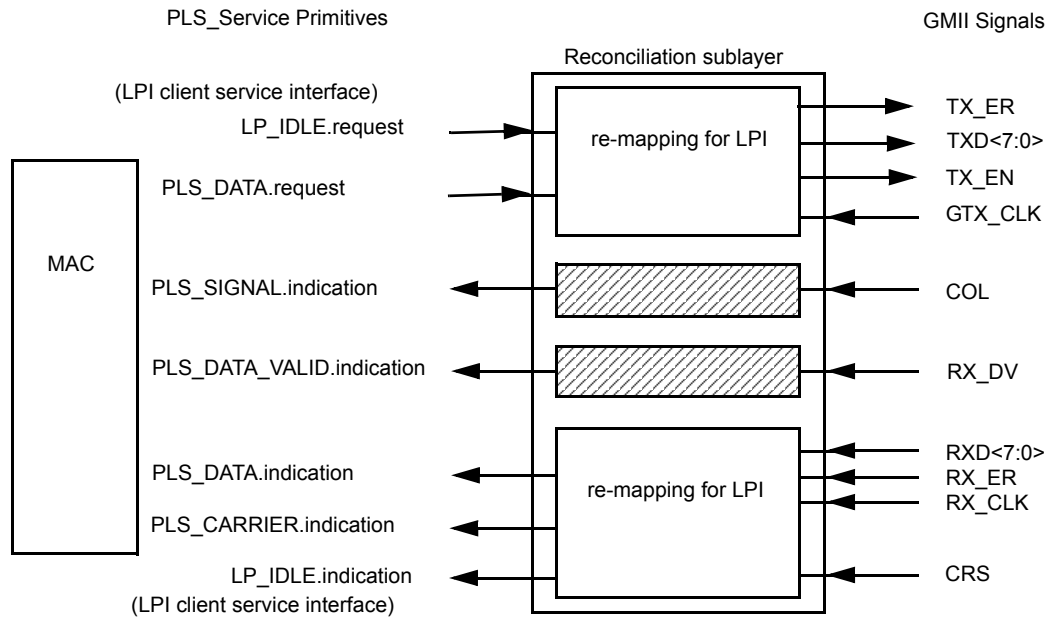 PLS_Service Primitives
GMII Signals
Reconciliation sublayer
(LPI client service interface)
LP_IDLE.request
PLS_DATA.request
re-mapping for LPI
TX_ER
TXD<7:0>
TX_EN
GTX_CLK
MAC
PLS_SIGNAL.indication
COL
PLS_DATA_VALID.indication
RX_DV
PLS_DATA.indication
PLS_CARRIER.indication
LP_IDLE.indication
(LPI client service interface)
re-mapping for LPI
RXD<7:0>
RX_ER
RX_CLK
CRS